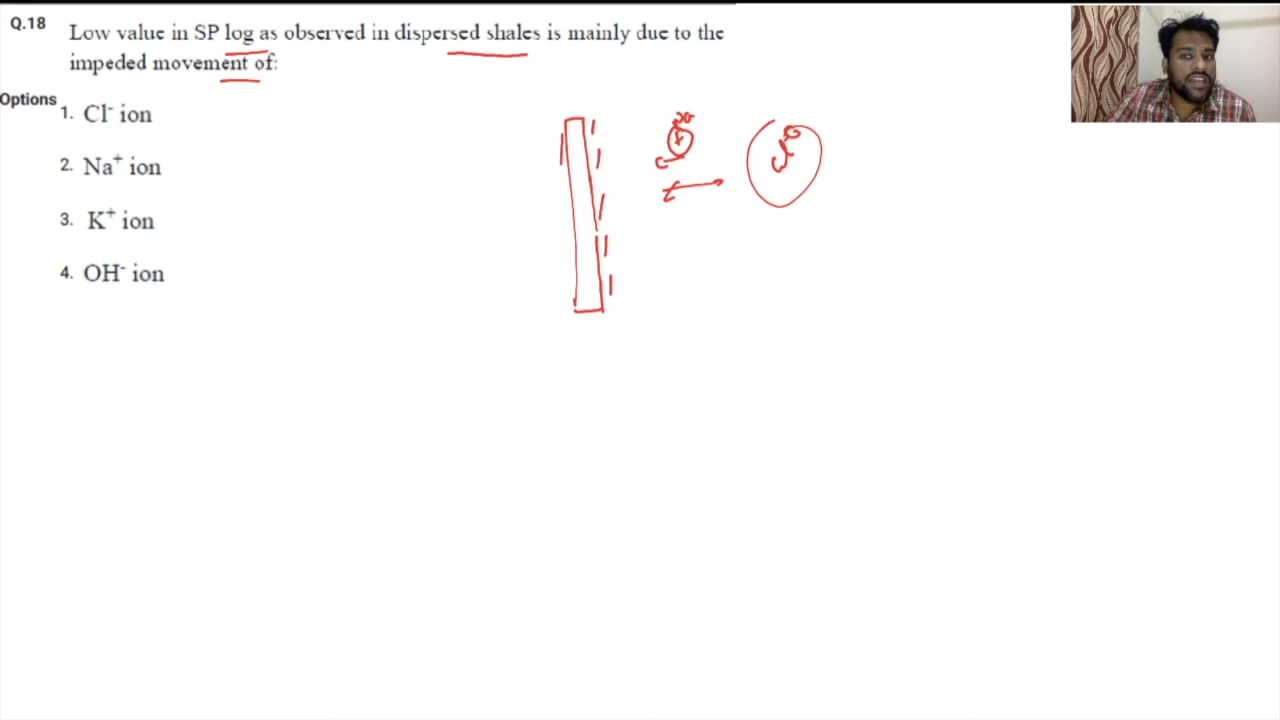 Q.18 Low value in SP log as observed in dispersed shales is mainly due to the
impeded movement of:
Options
1. Cl⁻ ion
2. Na⁺ ion
3. K⁺ ion
4. OH⁻ ion